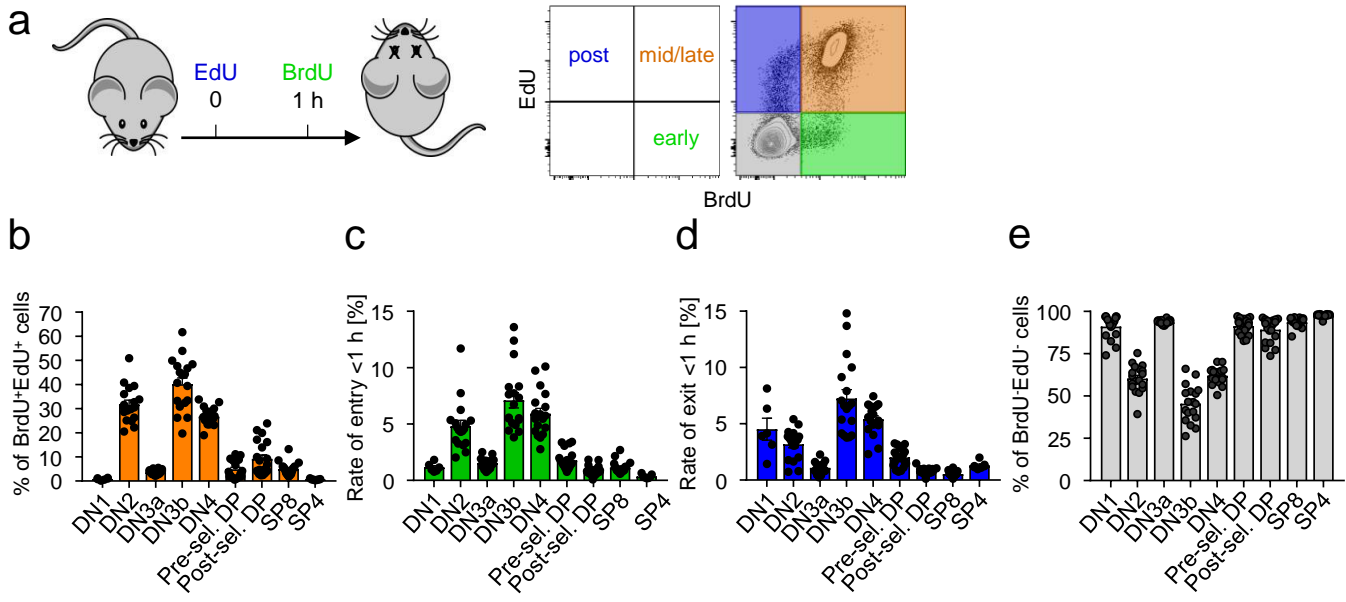 a
EdU
0
BrdU
1 h
EdU
post
mid/late
early
BrdU
b
% of BrdU⁺EdU⁺ cells
70
60
50
40
30
20
10
0
DN1
DN2
DN3a
DN3b
DN4
Pre-sel. DP
Post-sel. DP
SP8
SP4
c
Rate of entry <1 h [%]
15
10
5
0
DN1
DN2
DN3a
DN3b
DN4
Pre-sel. DP
Post-sel. DP
SP8
SP4
d
Rate of exit <1 h [%]
15
10
5
0
DN1
DN2
DN3a
DN3b
DN4
Pre-sel. DP
Post-sel. DP
SP8
SP4
e
% of BrdU⁻EdU⁻ cells
100
75
50
25
0
DN1
DN2
DN3a
DN3b
DN4
Pre-sel. DP
Post-sel. DP
SP8
SP4